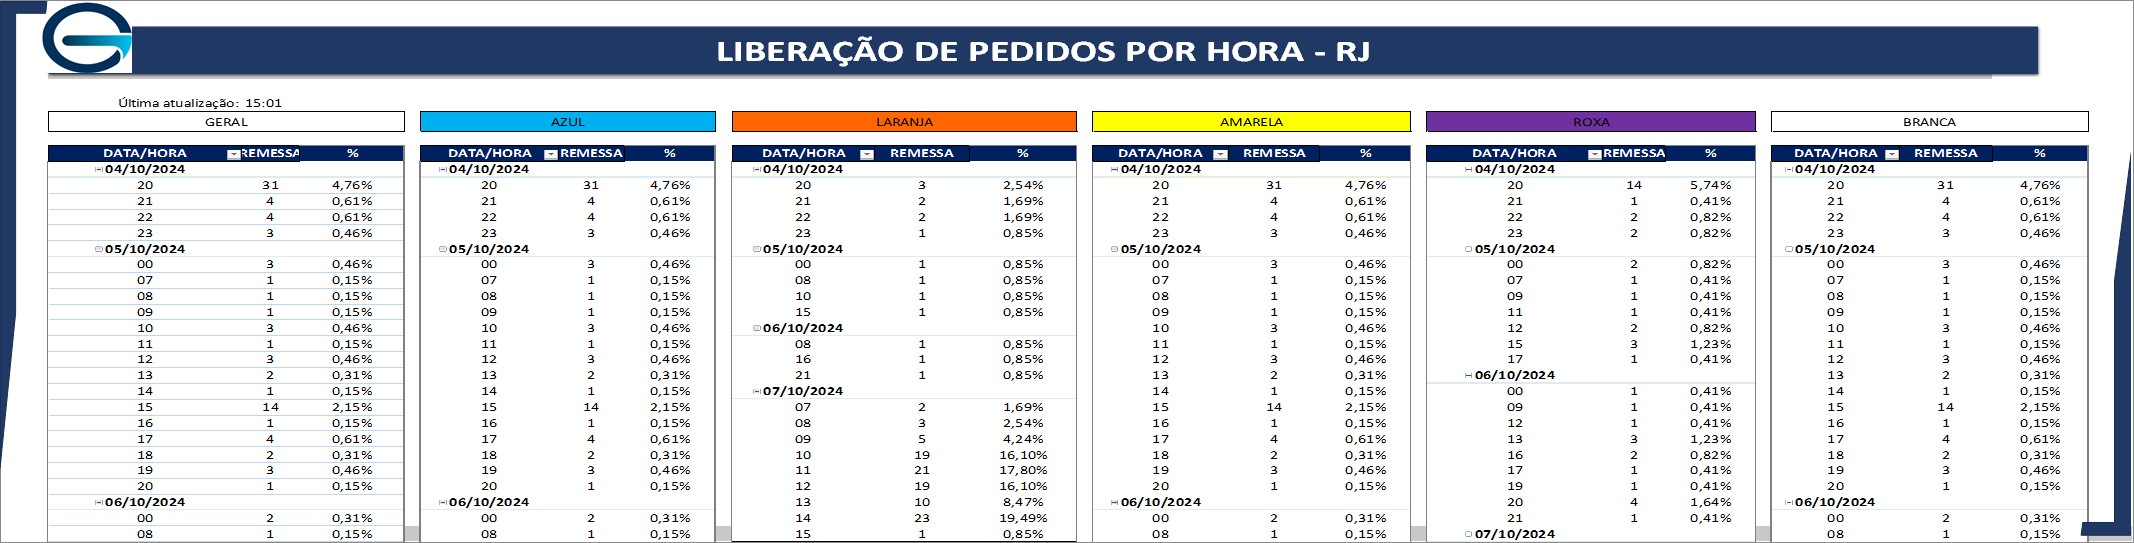 LIBERAÇÃO DE PEDIDOS POR HORA - RJ
Última atualização: 15:01
GERAL
DATA/HORA REMESSA %
04/10/2024
20 31 4,76%
21 4 0,61%
22 4 0,61%
23 3 0,46%
05/10/2024
00 3 0,46%
07 1 0,15%
08 1 0,15%
09 1 0,15%
10 3 0,46%
11 1 0,15%
12 3 0,46%
13 2 0,31%
14 1 0,15%
15 14 2,15%
16 1 0,15%
17 4 0,61%
18 2 0,31%
19 3 0,46%
20 1 0,15%
06/10/2024
00 2 0,31%
08 1 0,15%
AZUL
DATA/HORA REMESSA %
04/10/2024
20 31 4,76%
21 4 0,61%
22 4 0,61%
23 3 0,46%
05/10/2024
00 3 0,46%
07 1 0,15%
08 1 0,15%
09 1 0,15%
10 3 0,46%
11 1 0,15%
12 3 0,46%
13 2 0,31%
14 1 0,15%
15 14 2,15%
16 1 0,15%
17 4 0,61%
18 2 0,31%
19 3 0,46%
20 1 0,15%
06/10/2024
00 2 0,31%
08 1 0,15%
LARANJA
DATA/HORA REMESSA %
04/10/2024
20 3 2,54%
21 2 1,69%
22 2 1,69%
23 1 0,85%
05/10/2024
00 1 0,85%
08 1 0,85%
10 1 0,85%
15 1 0,85%
06/10/2024
08 1 0,85%
16 1 0,85%
21 1 0,85%
07/10/2024
07 2 1,69%
08 3 2,54%
09 5 4,24%
10 19 16,10%
11 21 17,80%
12 19 16,10%
13 10 8,47%
14 23 19,49%
15 1 0,85%
AMARELA
DATA/HORA REMESSA %
04/10/2024
20 31 4,76%
21 4 0,61%
22 4 0,61%
23 3 0,46%
05/10/2024
00 3 0,46%
07 1 0,15%
08 1 0,15%
09 1 0,15%
10 3 0,46%
11 1 0,15%
12 3 0,46%
13 2 0,31%
14 1 0,15%
15 14 2,15%
16 1 0,15%
17 4 0,61%
18 2 0,31%
19 3 0,46%
20 1 0,15%
06/10/2024
00 2 0,31%
08 1 0,15%
ROXA
DATA/HORA REMESSA %
04/10/2024
20 14 5,74%
21 1 0,41%
22 2 0,82%
23 2 0,82%
05/10/2024
00 2 0,82%
07 1 0,41%
09 1 0,41%
11 1 0,41%
12 2 0,82%
15 3 1,23%
17 1 0,41%
06/10/2024
00 1 0,41%
09 1 0,41%
12 1 0,41%
13 3 1,23%
16 2 0,82%
17 1 0,41%
19 1 0,41%
20 4 1,64%
21 1 0,41%
07/10/2024
BRANCA
DATA/HORA REMESSA %
04/10/2024
20 31 4,76%
21 4 0,61%
22 4 0,61%
23 3 0,46%
05/10/2024
00 3 0,46%
07 1 0,15%
08 1 0,15%
09 1 0,15%
10 3 0,46%
11 1 0,15%
12 3 0,46%
13 2 0,31%
14 1 0,15%
15 14 2,15%
16 1 0,15%
17 4 0,61%
18 2 0,31%
19 3 0,46%
20 1 0,15%
06/10/2024
00 2 0,31%
08 1 0,15%